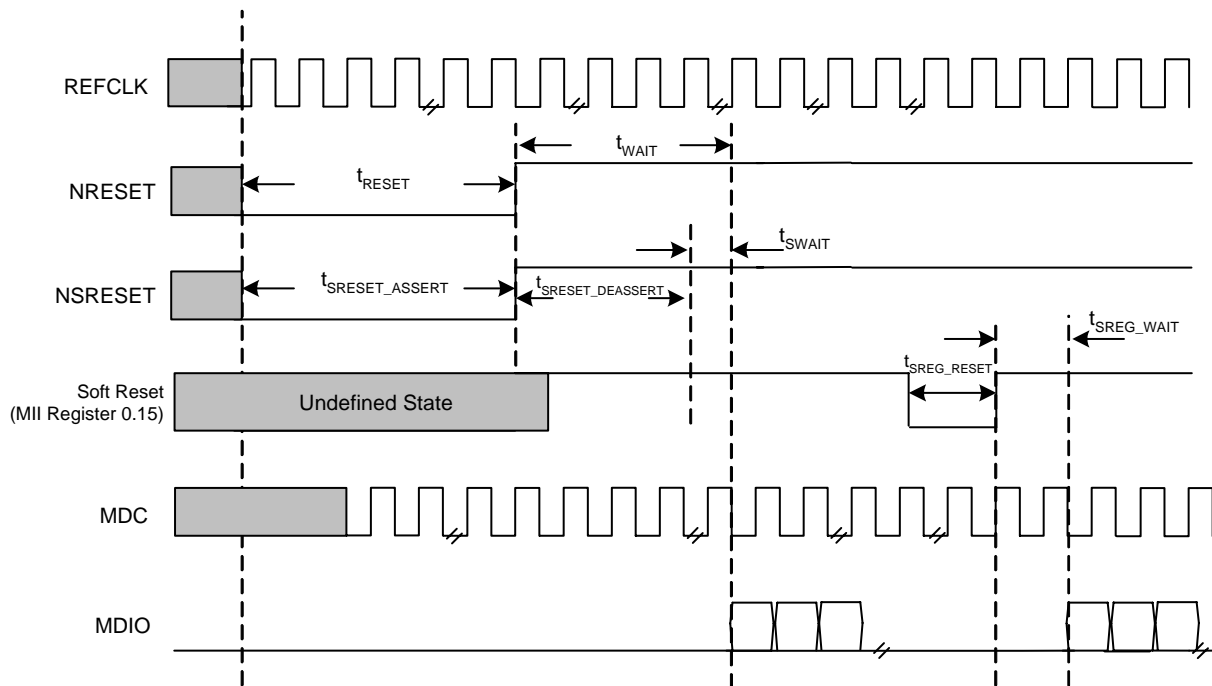 REFCLK
tWAIT
NRESET
tRESET
tSWAIT
NSRESET
tSRESET_ASSERT
tSRESET_DEASSERT
tSREG_WAIT
tSREG_RESET
Soft Reset
(MII Register 0.15)
Undefined State
MDC
MDIO